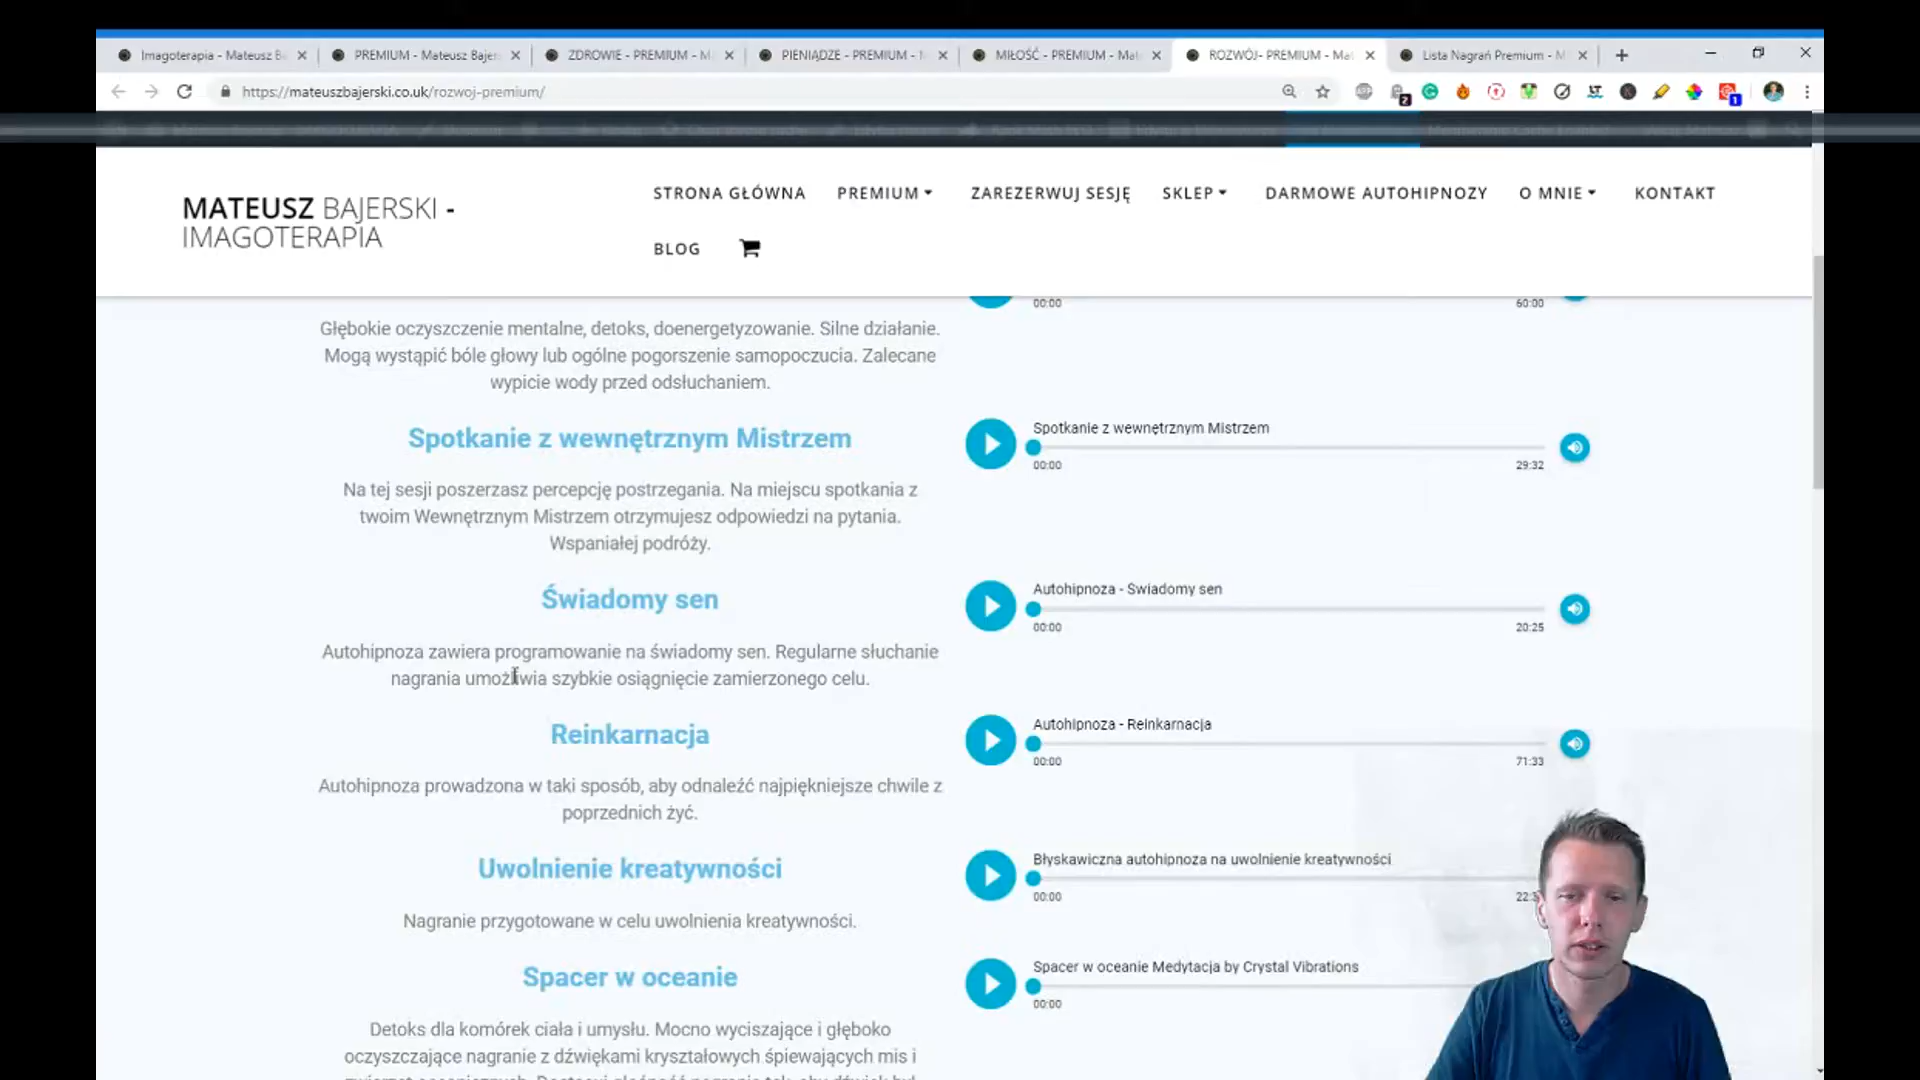 Imagoterapia - Mateusz B
PREMIUM - Mateusz Bajer
ZDROWIE - PREMIUM - M
PIENIĄDZE - PREMIUM -
MIŁOŚĆ - PREMIUM - Mat
ROZWÓJ- PREMIUM - Ma
Lista Nagrań Premium - M
https://mateuszbajerski.co.uk/rozwoj-premium/
2
1
MATEUSZ BAJERSKI -
IMAGOTERAPIA
STRONA GŁÓWNA
PREMIUM
ZAREZERWUJ SESJĘ
SKLEP
DARMOWE AUTOHIPNOZY
O MNIE
KONTAKT
BLOG
00:00
60:00
Głębokie oczyszczenie mentalne, detoks, doenergetyzowanie. Silne działanie.
Mogą wystąpić bóle głowy lub ogólne pogorszenie samopoczucia. Zalecane
wypicie wody przed odsłuchaniem.
Spotkanie z wewnętrznym Mistrzem
Na tej sesji poszerzasz percepcję postrzegania. Na miejscu spotkania z
twoim Wewnętrznym Mistrzem otrzymujesz odpowiedzi na pytania.
Wspaniałej podróży.
Spotkanie z wewnętrznym Mistrzem
00:00
29:32
Świadomy sen
Autohipnoza zawiera programowanie na świadomy sen. Regularne słuchanie
nagrania umożliwia szybkie osiągnięcie zamierzonego celu.
Autohipnoza - Swiadomy sen
00:00
20:25
Reinkarnacja
Autohipnoza prowadzona w taki sposób, aby odnaleźć najpiękniejsze chwile z
poprzednich żyć.
Autohipnoza - Reinkarnacja
00:00
71:33
Uwolnienie kreatywności
Nagranie przygotowane w celu uwolnienia kreatywności.
Błyskawiczna autohipnoza na uwolnienie kreatywności
00:00
Spacer w oceanie
Detoks dla komórek ciała i umysłu. Mocno wyciszające i głęboko
oczyszczające nagranie z dźwiękami kryształowych śpiewających mis i
Spacer w oceanie Medytacja by Crystal Vibrations
00:00